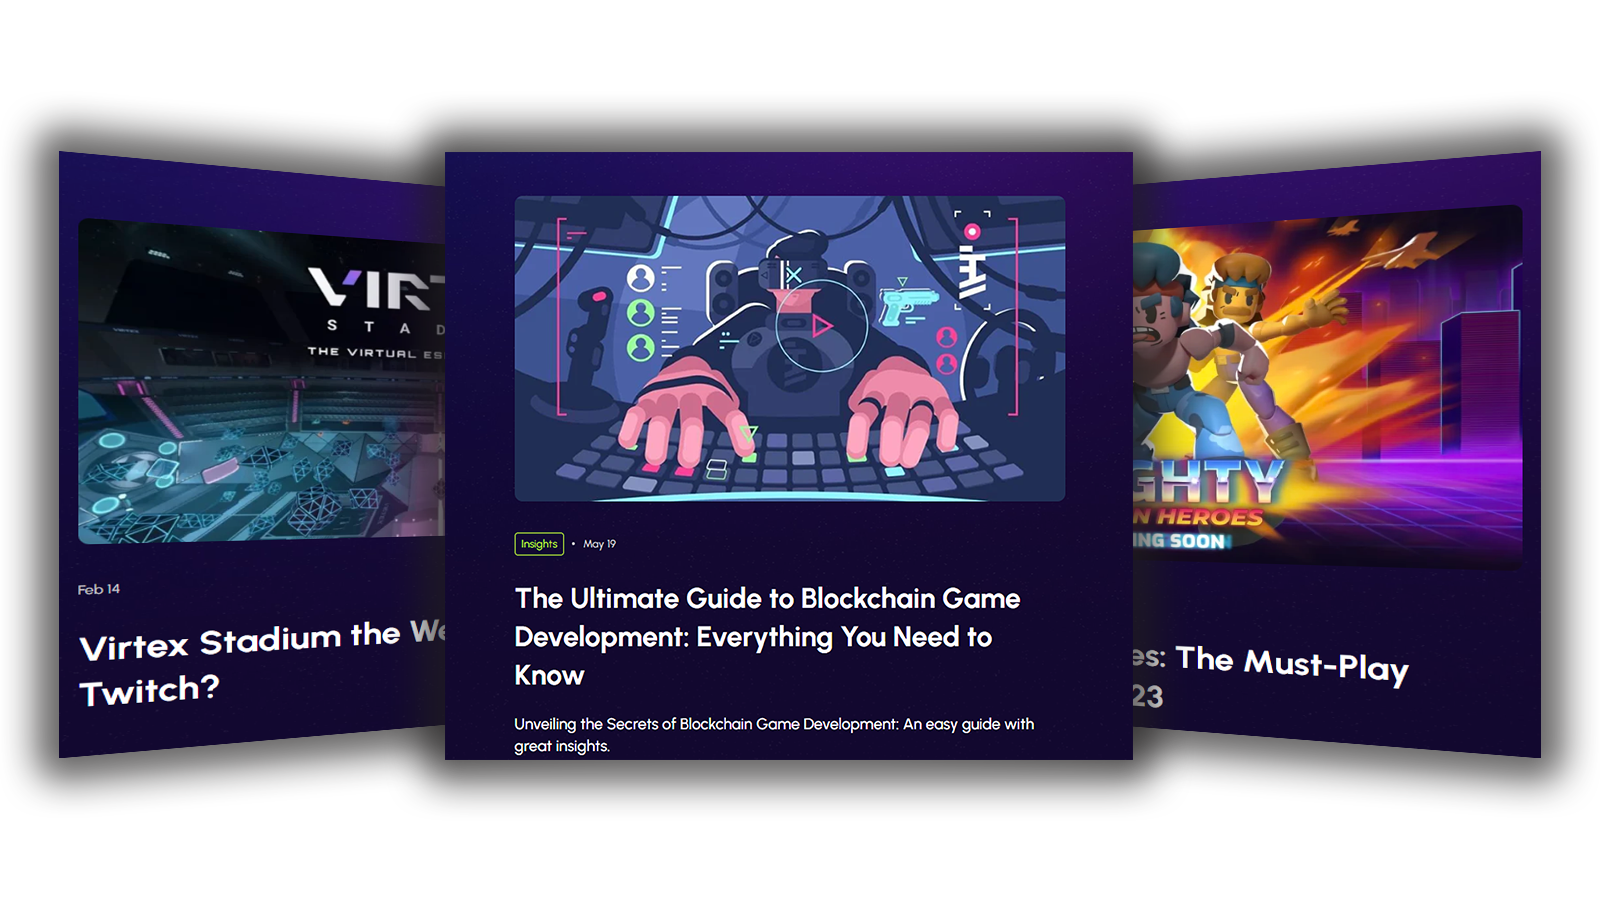 VIRT
STAD
THE VIRTUAL ES
Feb 14
Virtex Stadium the We
Twitch?
Insights • May 19
The Ultimate Guide to Blockchain Game
Development: Everything You Need to
Know
Unveiling the Secrets of Blockchain Game Development: An easy guide with
great insights.
GHTY
N HEROES
ING SOON
es: The Must-Play
23